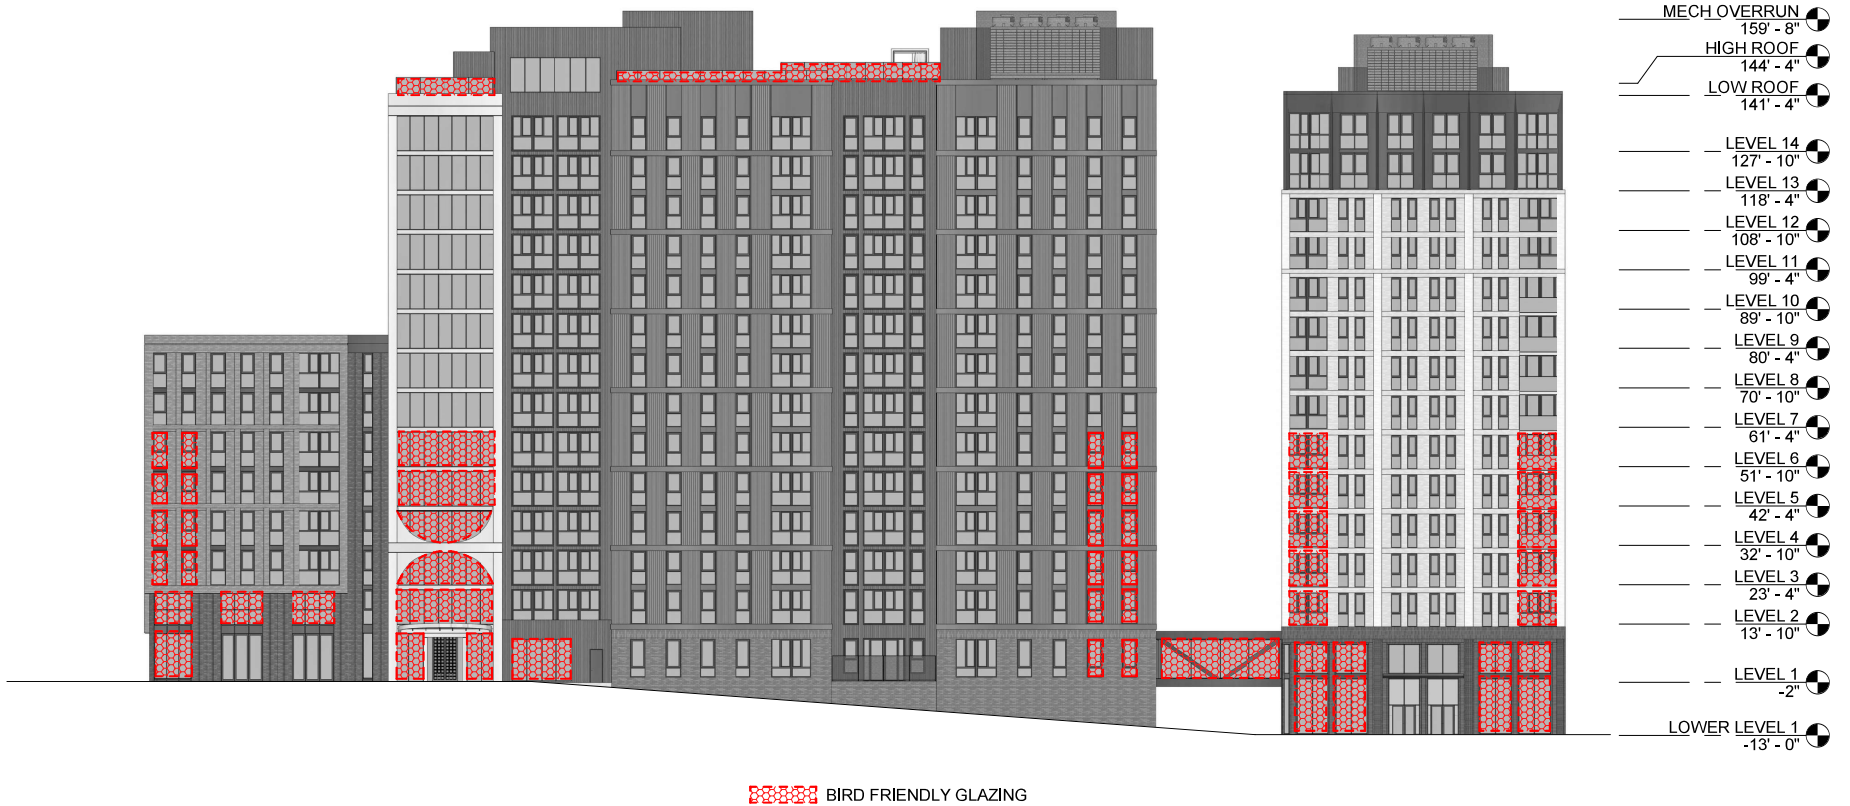 MECH OVERRUN
159' - 8"
HIGH ROOF
144' - 4"
LOW ROOF
141' - 4"
LEVEL 14
127' - 10"
LEVEL 13
118' - 4"
LEVEL 12
108' - 10"
LEVEL 11
99' - 4"
LEVEL 10
89' - 10"
LEVEL 9
80' - 4"
LEVEL 8
70' - 10"
LEVEL 7
61' - 4"
LEVEL 6
51' - 10"
LEVEL 5
42' - 4"
LEVEL 4
32' - 10"
LEVEL 3
23' - 4"
LEVEL 2
13' - 10"
LEVEL 1
-2"
LOWER LEVEL 1
-13' - 0"
BIRD FRIENDLY GLAZING